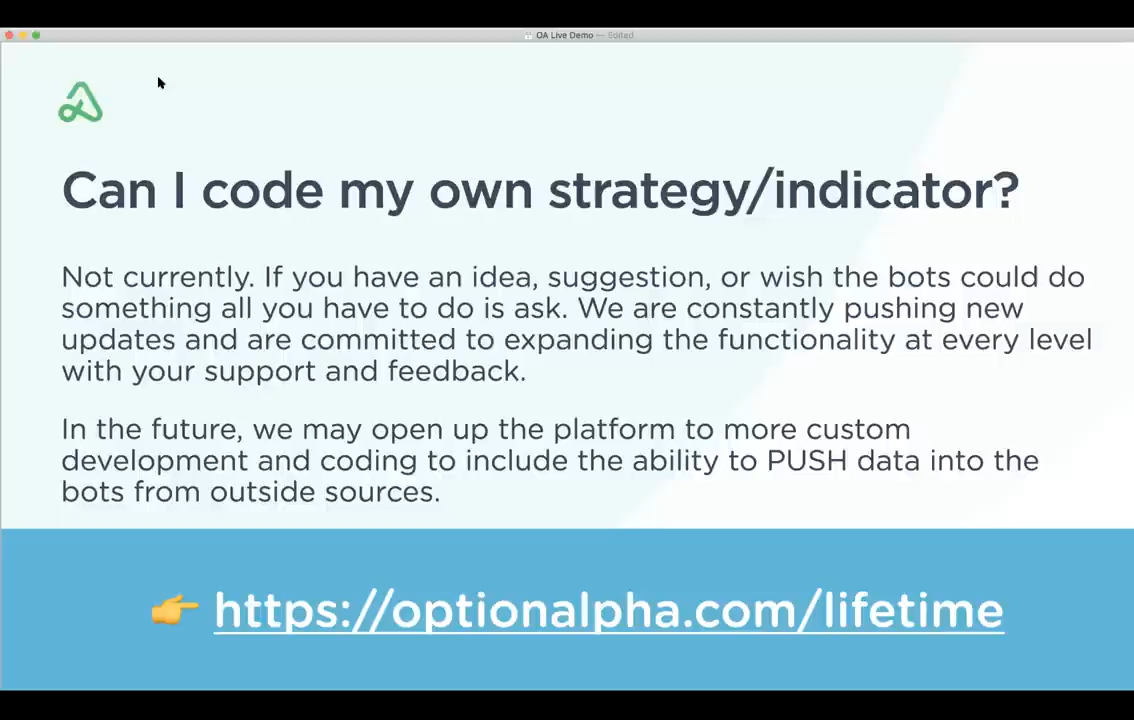 OA Live Demo — Edited
Can I code my own strategy/indicator?
Not currently. If you have an idea, suggestion, or wish the bots could do
something all you have to do is ask. We are constantly pushing new
updates and are committed to expanding the functionality at every level
with your support and feedback.
In the future, we may open up the platform to more custom
development and coding to include the ability to PUSH data into the
bots from outside sources.
👉 https://optionalpha.com/lifetime